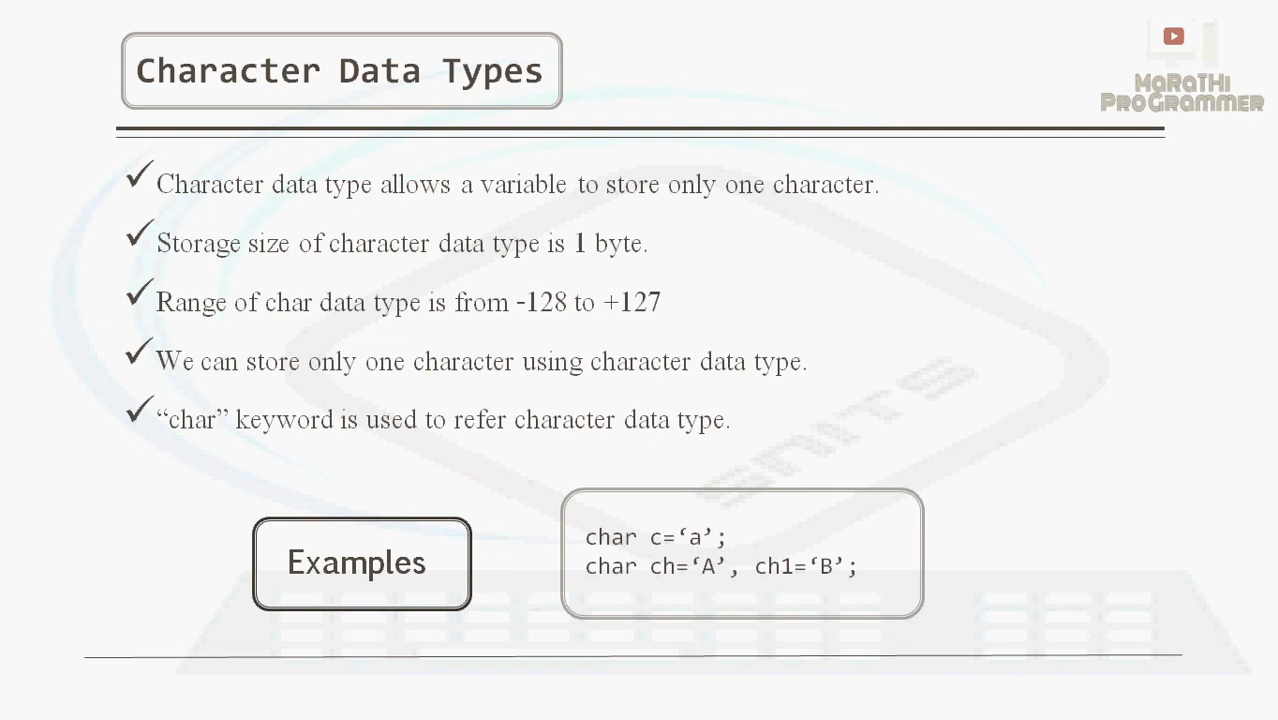 Character Data Types
MaRaTHi
ProGrammer
Character data type allows a variable to store only one character.
Storage size of character data type is 1 byte.
Range of char data type is from -128 to +127
We can store only one character using character data type.
“char” keyword is used to refer character data type.
SNITS
Examples
char c=‘a’;
char ch=‘A’, ch1=‘B’;